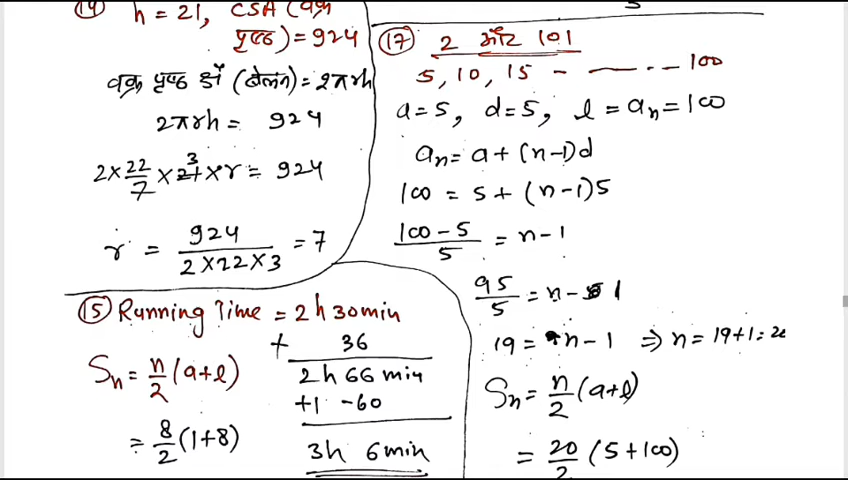 h = 21, CSA (वक्र
पृष्ठ) = 924
वक्र पृष्ठ क्षे० (बेलन) = 2πrh
2πrh = 924
2 × 22/7 × 21 3 × r = 924
r = 924 / (2×22×3) = 7
(15) Running Time = 2h 30min
+ 36
2h 66 min
+1 -60
3h 6min
Sn = n/2 (a+l)
= 8/2 (1+8)
(17) 2 और 101
5, 10, 15 - —— .-- 100
a=5, d=5, l = an = 100
an = a + (n-1)d
100 = 5 + (n-1)5
100-5 / 5 = n-1
95/5 = n- 1
19 = n-1 ⇒ n = 19+1 = 20
Sn = n/2 (a+l)
= 20/2 (5+100)